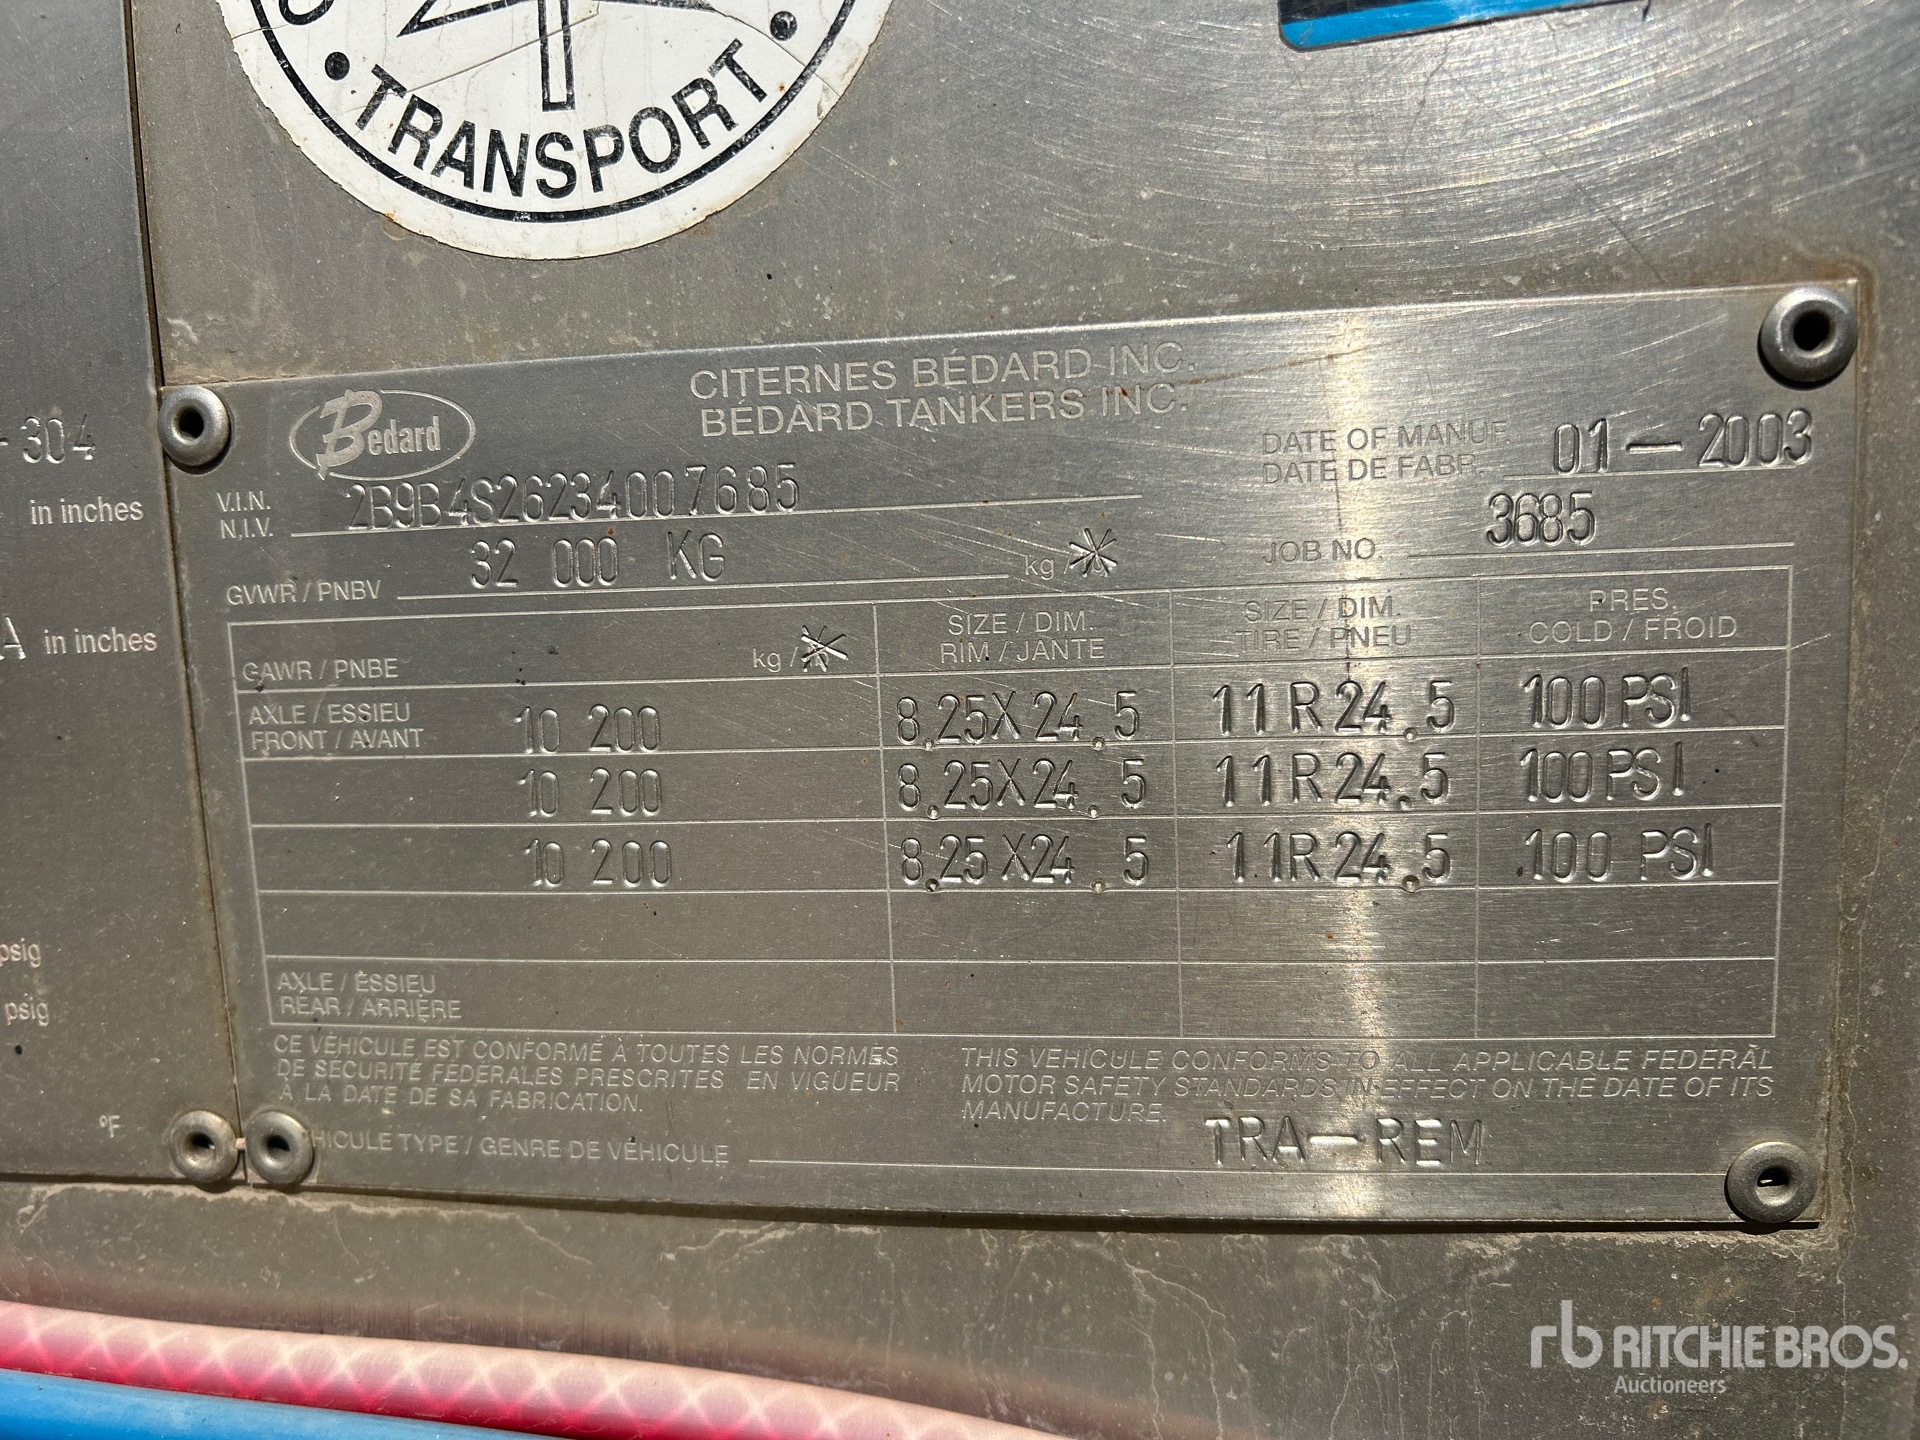 TRANSPORT
304
in inches
A in inches
psig
psig
°F
Bedard
CITERNES BÉDARD INC.
BÉDARD TANKERS INC.
DATE OF MANUF.
DATE DE FABR. 01-2003
V.I.N.
N.I.V. 2B9B4S26234007685
JOB NO. 3685
GVWR / PNBV 32 000 KG kg /
GAWR / PNBE kg /
SIZE / DIM.
RIM / JANTE
SIZE / DIM.
TIRE / PNEU
PRES.
COLD / FROID
AXLE / ESSIEU
FRONT / AVANT 10 200 8.25X24.5 11R24.5 100 PSI
10 200 8.25X24.5 11R24.5 100 PSI
10 200 8.25X24.5 11R24.5 100 PSI
AXLE / ESSIEU
REAR / ARRIÈRE
CE VÉHICULE EST CONFORME À TOUTES LES NORMES
DE SÉCURITÉ FÉDÉRALES PRESCRITES EN VIGUEUR
À LA DATE DE SA FABRICATION.
THIS VEHICULE CONFORMS TO ALL APPLICABLE FEDERAL
MOTOR SAFETY STANDARDS IN EFFECT ON THE DATE OF ITS
MANUFACTURE.
HICULE TYPE / GENRE DE VÉHICULE TRA-REM
rb RITCHIE BROS.
Auctioneers